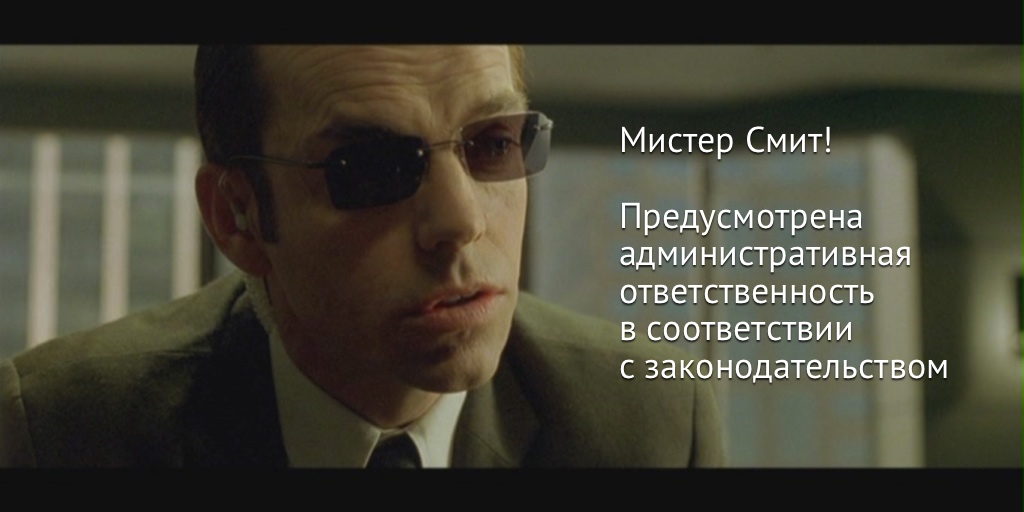 Мистер Смит!
Предусмотрена
административная
ответственность
в соответствии
с законодательством